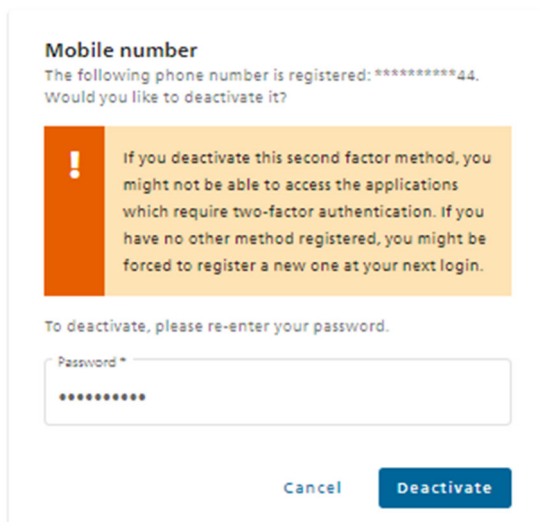 Mobile number
The following phone number is registered: **********44.
Would you like to deactivate it?
!
If you deactivate this second factor method, you
might not be able to access the applications
which require two-factor authentication. If you
have no other method registered, you might be
forced to register a new one at your next login.
To deactivate, please re-enter your password.
Password *
••••••••••
Cancel
Deactivate